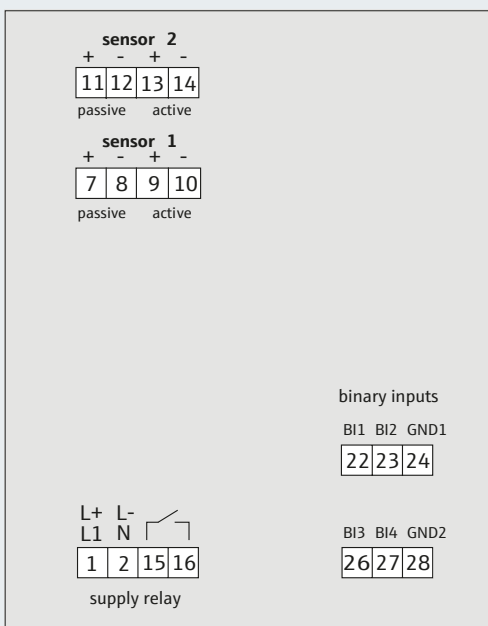 sensor 2
+ - + -
11 12 13 14
passive active
sensor 1
+ - + -
7 8 9 10
passive active
binary inputs
BI1 BI2 GND1
22 23 24
L+ L-
L1 N
1 2 15 16
supply relay
BI3 BI4 GND2
26 27 28